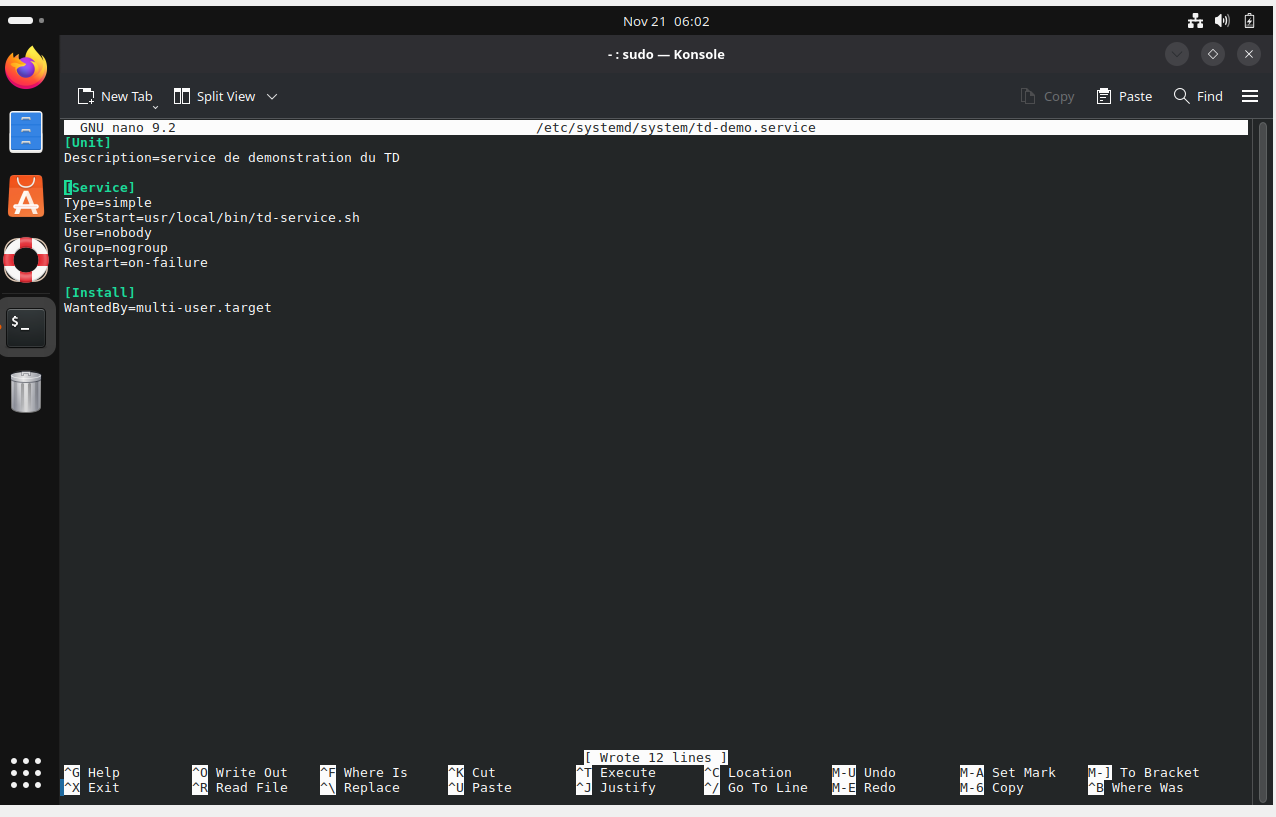 Nov 21 06:02
- : sudo — Konsole
New Tab Split View Copy Paste Find
GNU nano 9.2 /etc/systemd/system/td-demo.service
[Unit]
Description=service de demonstration du TD
[Service]
Type=simple
ExerStart=usr/local/bin/td-service.sh
User=nobody
Group=nogroup
Restart=on-failure
[Install]
WantedBy=multi-user.target
$_
[ Wrote 12 lines ]
^G Help ^O Write Out ^F Where Is ^K Cut ^T Execute ^C Location M-U Undo M-A Set Mark M-] To Bracket
^X Exit ^R Read File ^\ Replace ^U Paste ^J Justify ^/ Go To Line M-E Redo M-6 Copy ^B Where Was